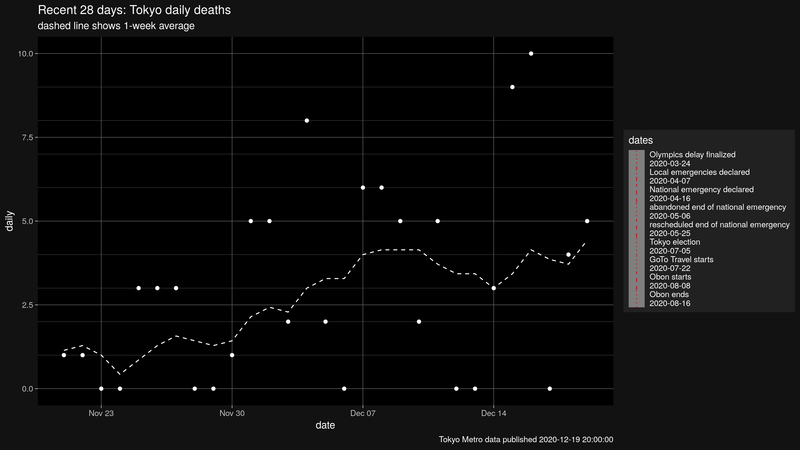 Recent 28 days: Tokyo daily deaths
dashed line shows 1-week average
10.0
7.5
5.0
2.5
0.0
daily
Nov 23
Nov 30
Dec 07
Dec 14
date
Tokyo Metro data published 2020-12-19 20:00:00
dates
Olympics delay finalized
2020-03-24
Local emergencies declared
2020-04-07
National emergency declared
2020-04-16
abandoned end of national emergency
2020-05-06
rescheduled end of national emergency
2020-05-25
Tokyo election
2020-07-05
GoTo Travel starts
2020-07-22
Obon starts
2020-08-08
Obon ends
2020-08-16